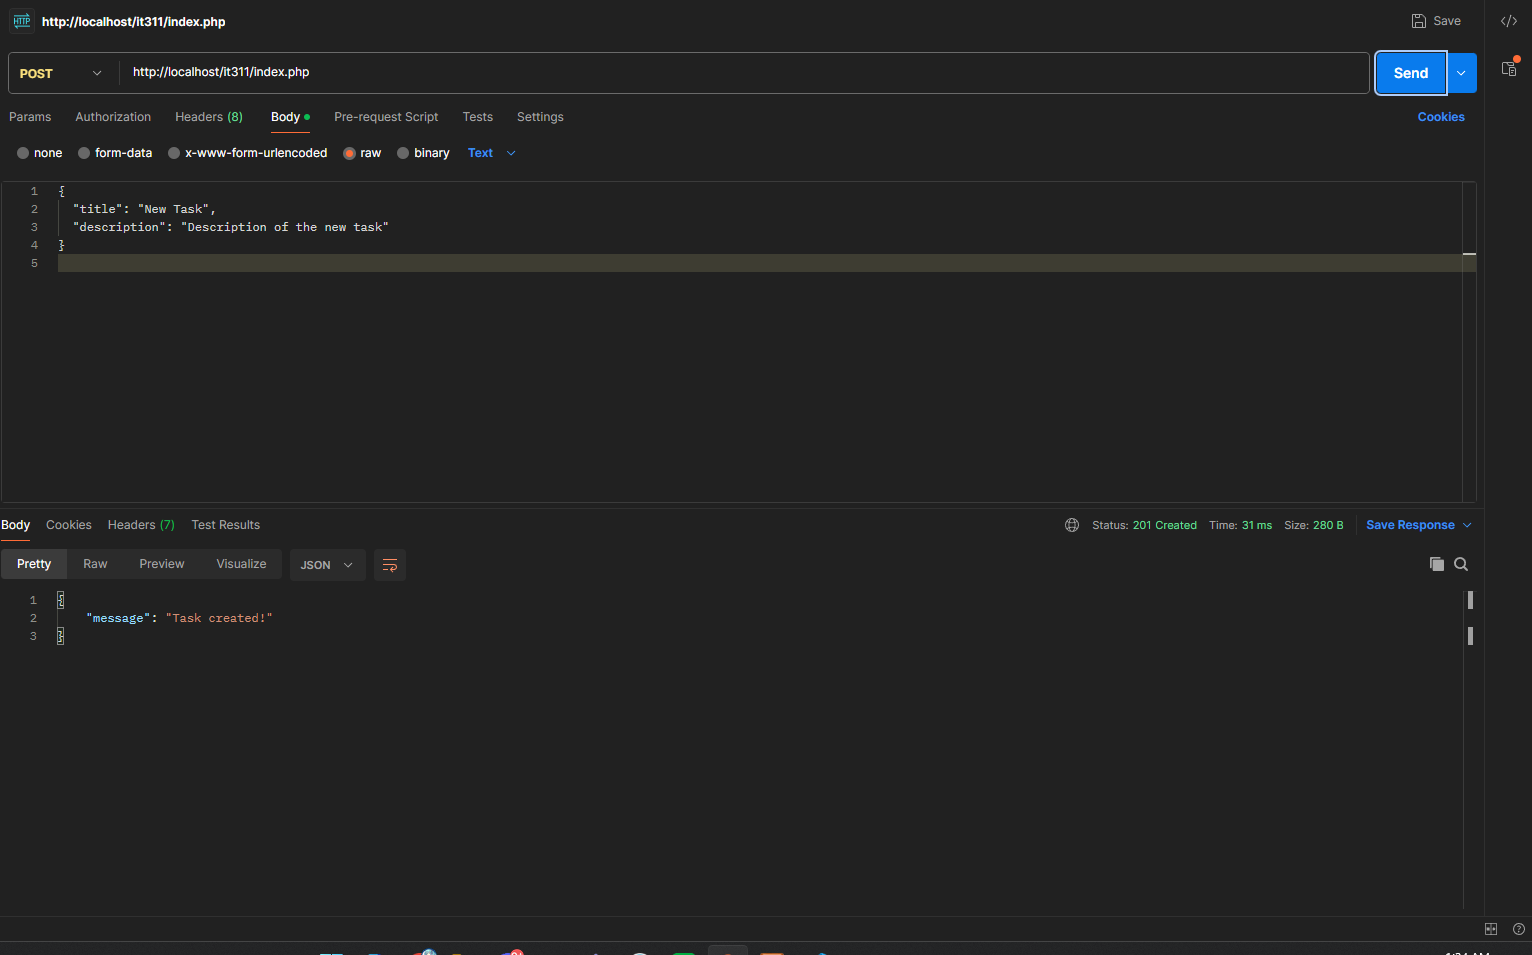 HTTP http://localhost/it311/index.php Save </>
POST http://localhost/it311/index.php Send
Params Authorization Headers (8) Body Pre-request Script Tests Settings Cookies
none form-data x-www-form-urlencoded raw binary Text
1 {
2 "title": "New Task",
3 "description": "Description of the new task"
4 }
5
Body Cookies Headers (7) Test Results Status: 201 Created Time: 31 ms Size: 280 B Save Response
Pretty Raw Preview Visualize JSON
1 {
2 "message": "Task created!"
3 }